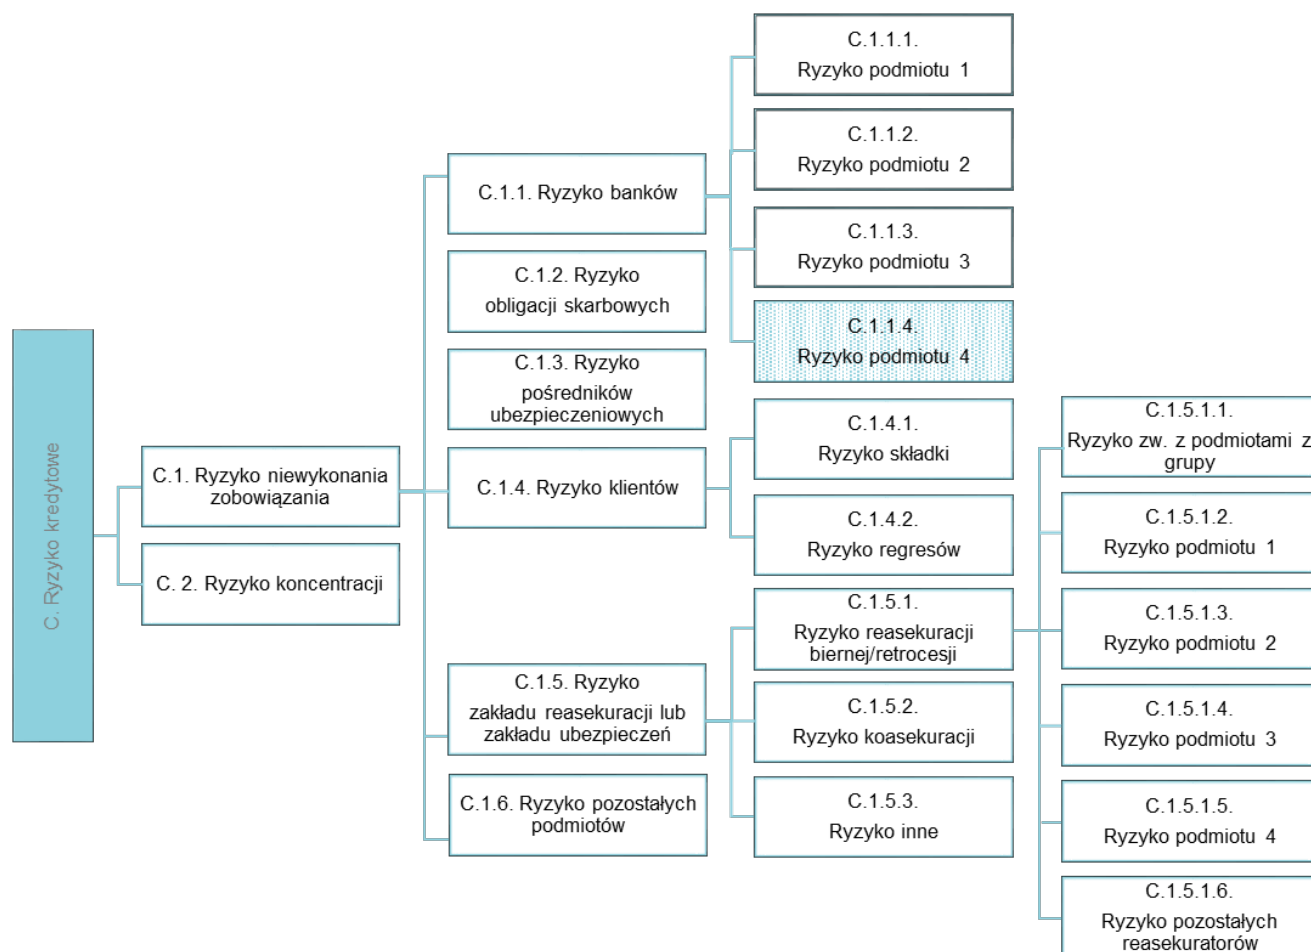 C. Ryzyko kredytowe
C.1. Ryzyko niewykonania
zobowiązania
C. 2. Ryzyko koncentracji
C.1.1. Ryzyko banków
C.1.2. Ryzyko
obligacji skarbowych
C.1.3. Ryzyko
pośredników
ubezpieczeniowych
C.1.4. Ryzyko klientów
C.1.5. Ryzyko
zakładu reasekuracji lub
zakładu ubezpieczeń
C.1.6. Ryzyko pozostałych
podmiotów
C.1.1.1.
Ryzyko podmiotu 1
C.1.1.2.
Ryzyko podmiotu 2
C.1.1.3.
Ryzyko podmiotu 3
C.1.1.4.
Ryzyko podmiotu 4
C.1.4.1.
Ryzyko składki
C.1.4.2.
Ryzyko regresów
C.1.5.1.
Ryzyko reasekuracji
biernej/retrocesji
C.1.5.2.
Ryzyko koasekuracji
C.1.5.3.
Ryzyko inne
C.1.5.1.1.
Ryzyko zw. z podmiotami z
grupy
C.1.5.1.2.
Ryzyko podmiotu 1
C.1.5.1.3.
Ryzyko podmiotu 2
C.1.5.1.4.
Ryzyko podmiotu 3
C.1.5.1.5.
Ryzyko podmiotu 4
C.1.5.1.6.
Ryzyko pozostałych
reasekuratorów